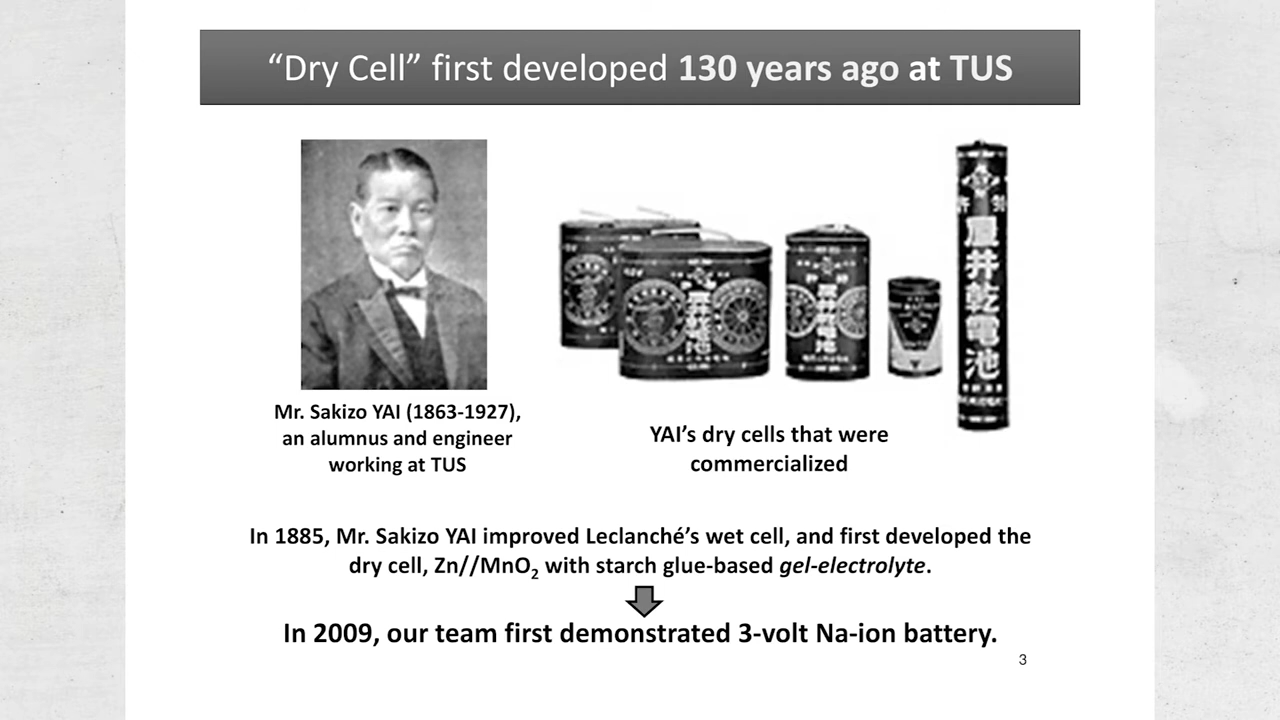 “Dry Cell” first developed 130 years ago at TUS
屋井乾電池
Mr. Sakizo YAI (1863-1927),
an alumnus and engineer
working at TUS
YAI’s dry cells that were
commercialized
In 1885, Mr. Sakizo YAI improved Leclanché’s wet cell, and first developed the
dry cell, Zn//MnO₂ with starch glue-based gel-electrolyte.
In 2009, our team first demonstrated 3-volt Na-ion battery.
3